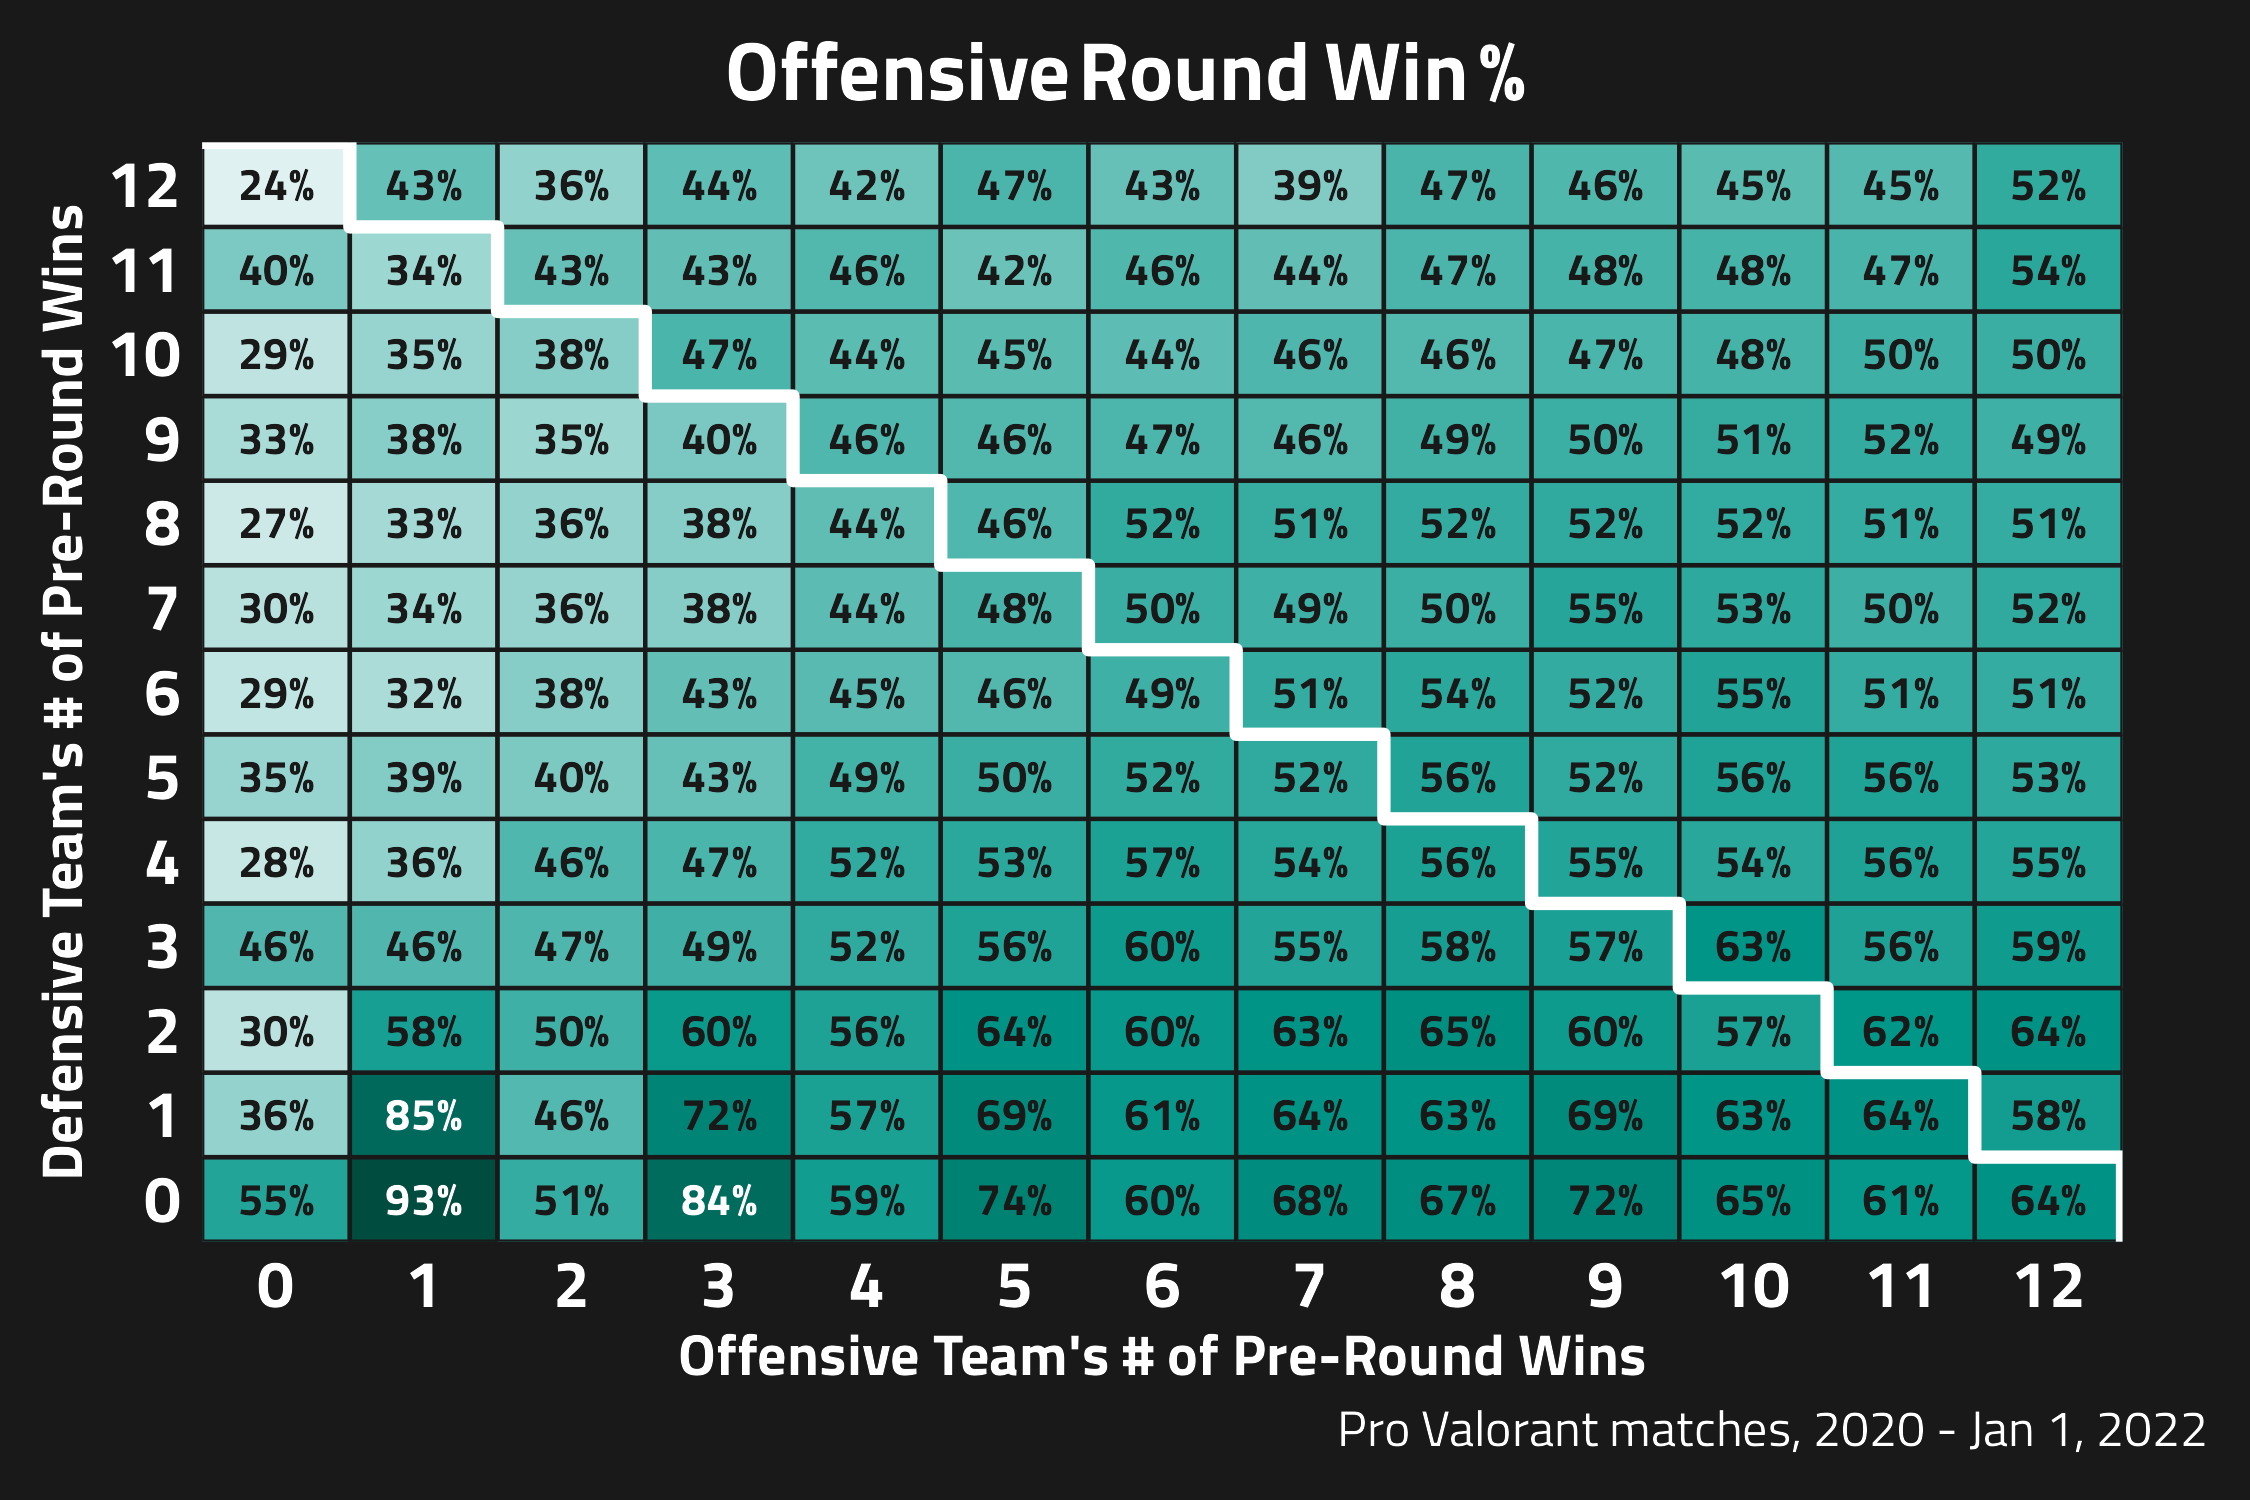 Offensive Round Win %
Defensive Team's # of Pre-Round Wins
12 24% 43% 36% 44% 42% 47% 43% 39% 47% 46% 45% 45% 52%
11 40% 34% 43% 43% 46% 42% 46% 44% 47% 48% 48% 47% 54%
10 29% 35% 38% 47% 44% 45% 44% 46% 46% 47% 48% 50% 50%
9 33% 38% 35% 40% 46% 46% 47% 46% 49% 50% 51% 52% 49%
8 27% 33% 36% 38% 44% 46% 52% 51% 52% 52% 52% 51% 51%
7 30% 34% 36% 38% 44% 48% 50% 49% 50% 55% 53% 50% 52%
6 29% 32% 38% 43% 45% 46% 49% 51% 54% 52% 55% 51% 51%
5 35% 39% 40% 43% 49% 50% 52% 52% 56% 52% 56% 56% 53%
4 28% 36% 46% 47% 52% 53% 57% 54% 56% 55% 54% 56% 55%
3 46% 46% 47% 49% 52% 56% 60% 55% 58% 57% 63% 56% 59%
2 30% 58% 50% 60% 56% 64% 60% 63% 65% 60% 57% 62% 64%
1 36% 85% 46% 72% 57% 69% 61% 64% 63% 69% 63% 64% 58%
0 55% 93% 51% 84% 59% 74% 60% 68% 67% 72% 65% 61% 64%
0 1 2 3 4 5 6 7 8 9 10 11 12
Offensive Team's # of Pre-Round Wins
Pro Valorant matches, 2020 - Jan 1, 2022